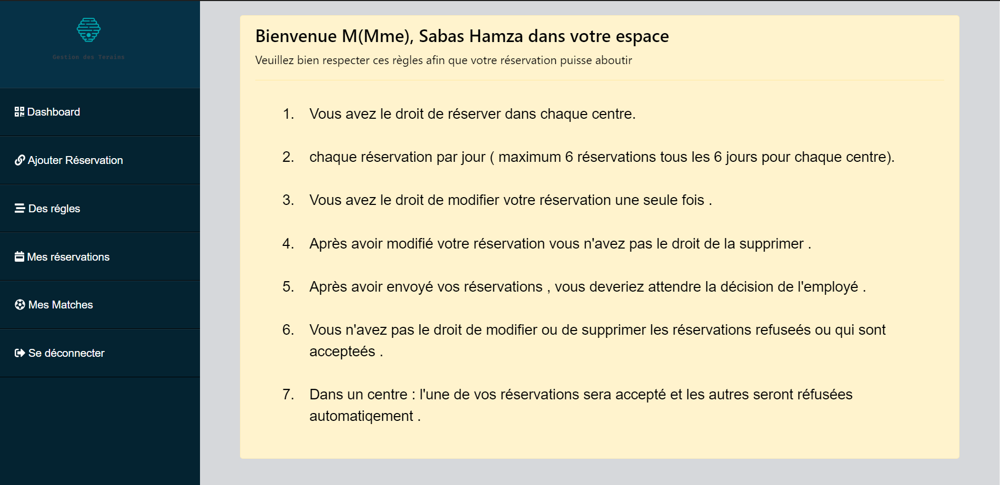 Gestion des Terains
Dashboard
Ajouter Réservation
Des régles
Mes réservations
Mes Matches
Se déconnecter
Bienvenue M(Mme), Sabas Hamza dans votre espace
Veuillez bien respecter ces règles afin que votre réservation puisse aboutir
1. Vous avez le droit de réserver dans chaque centre.
2. chaque réservation par jour ( maximum 6 réservations tous les 6 jours pour chaque centre).
3. Vous avez le droit de modifier votre réservation une seule fois .
4. Après avoir modifié votre réservation vous n'avez pas le droit de la supprimer .
5. Après avoir envoyé vos réservations , vous deveriez attendre la décision de l'employé .
6. Vous n'avez pas le droit de modifier ou de supprimer les réservations refuseés ou qui sont
accepteés .
7. Dans un centre : l'une de vos réservations sera accepté et les autres seront réfusées
automatiqement .